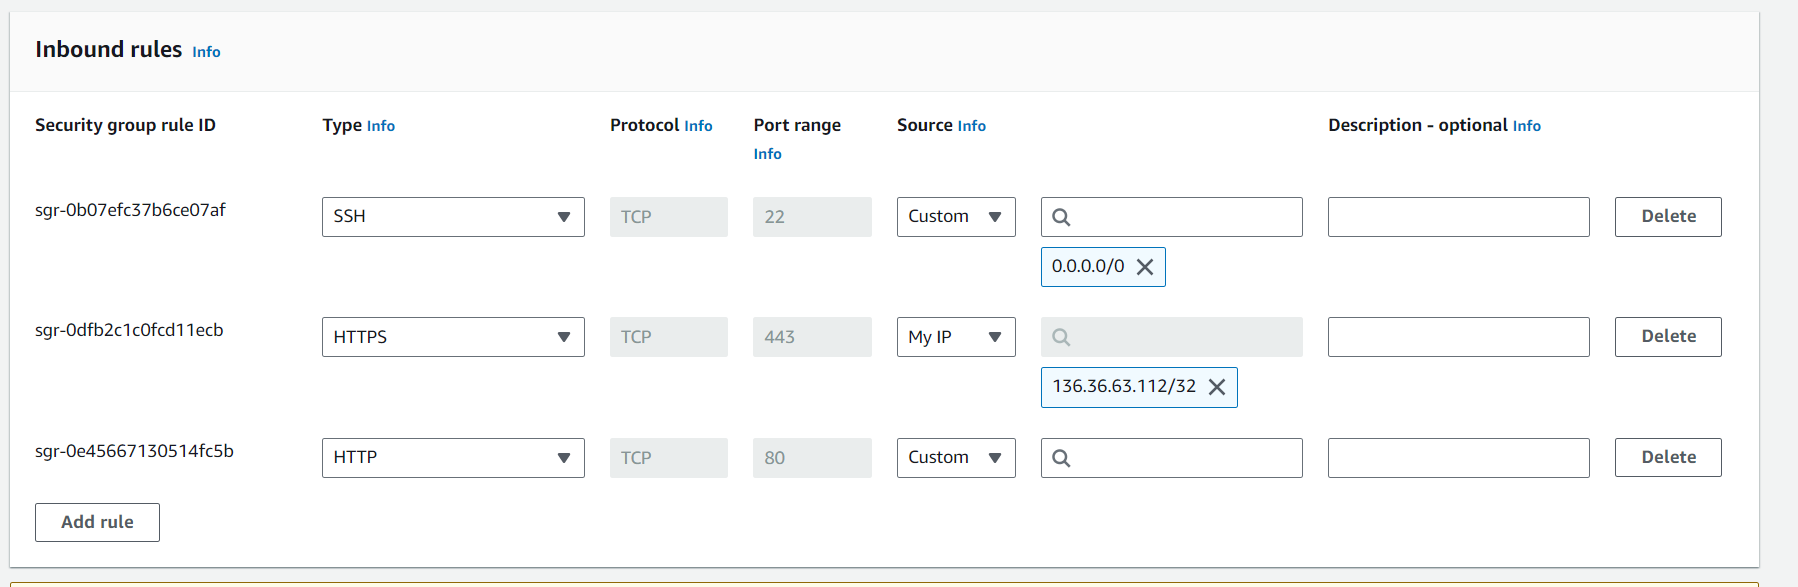 Inbound rules Info
Security group rule ID Type Info Protocol Info Port range Info Source Info Description - optional Info
sgr-0b07efc37b6ce07af SSH TCP 22 Custom Delete
0.0.0.0/0
sgr-0dfb2c1c0fcd11ecb HTTPS TCP 443 My IP Delete
136.36.63.112/32
sgr-0e45667130514fc5b HTTP TCP 80 Custom Delete
Add rule